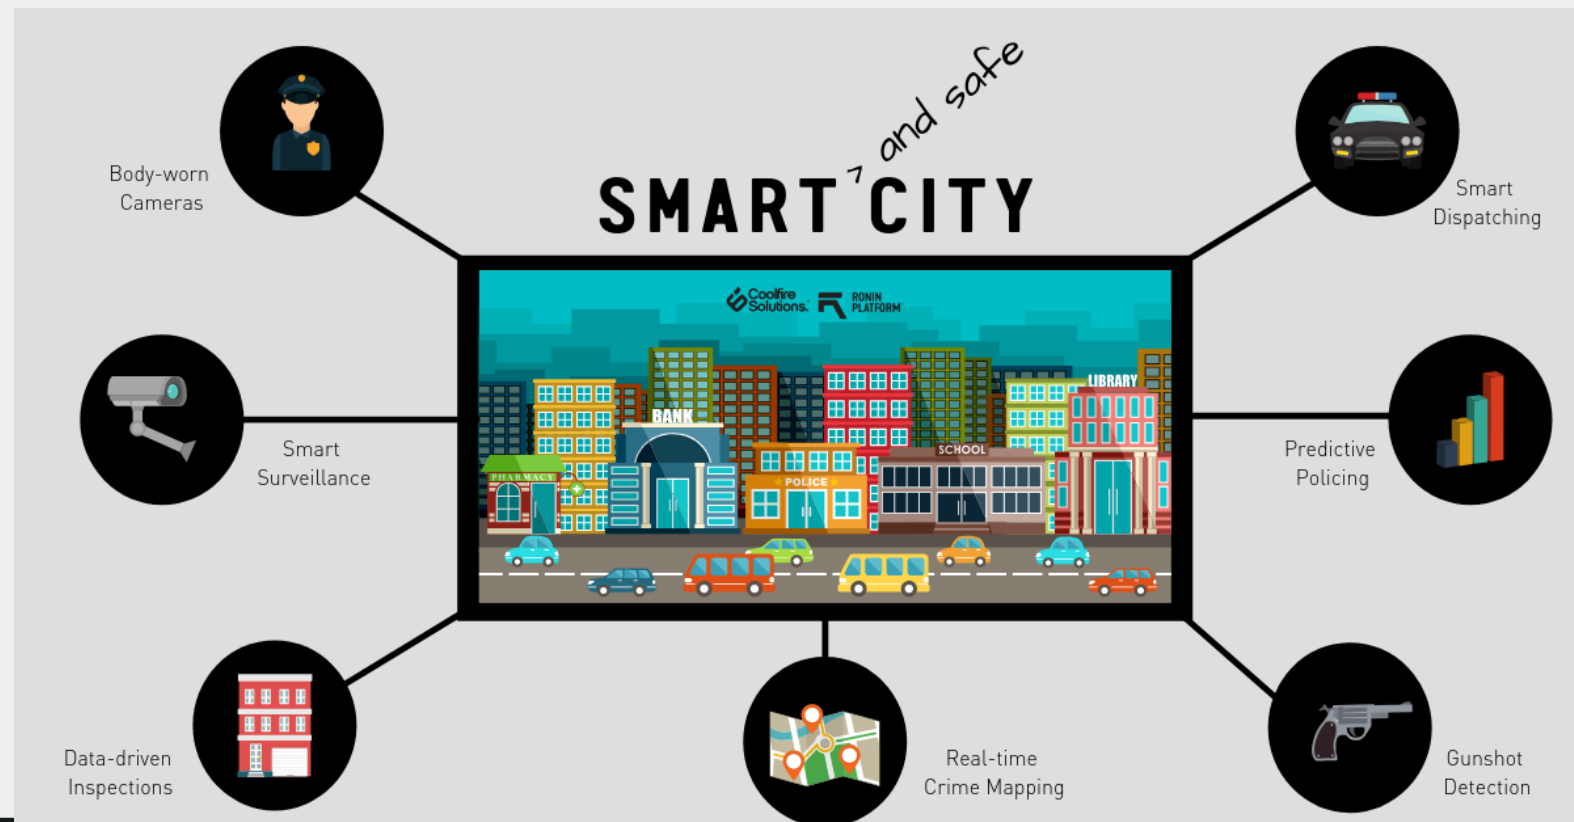 SMART CITY
and safe
Body-worn
Cameras
Smart
Dispatching
Coolfire
Solutions.
RONIN
PLATFORM
LIBRARY
BANK
SCHOOL
PHARMACY
POLICE
Smart
Surveillance
Predictive
Policing
Data-driven
Inspections
Real-time
Crime Mapping
Gunshot
Detection